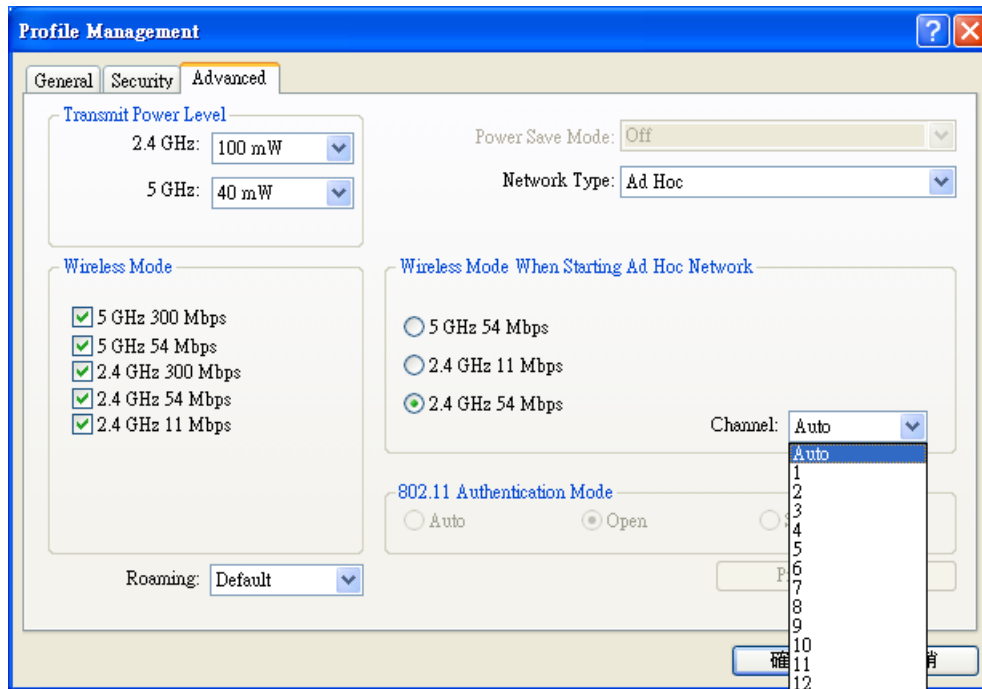 Profile Management
General Security Advanced
Transmit Power Level
2.4 GHz: 100 mW
5 GHz: 40 mW
Power Save Mode: Off
Network Type: Ad Hoc
Wireless Mode
5 GHz 300 Mbps
5 GHz 54 Mbps
2.4 GHz 300 Mbps
2.4 GHz 54 Mbps
2.4 GHz 11 Mbps
Wireless Mode When Starting Ad Hoc Network
5 GHz 54 Mbps
2.4 GHz 11 Mbps
2.4 GHz 54 Mbps
Channel: Auto
Auto
1
2
3
4
5
6
7
8
9
10
11
12
802.11 Authentication Mode
Auto Open
Roaming: Default